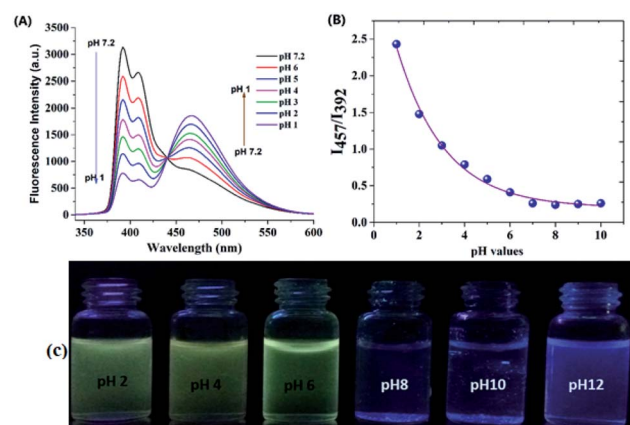 (A)
Fluorescence Intensity (a.u.)
3500
3000
2500
2000
1500
1000
500
0
pH 7.2
pH 1
pH 7.2
pH 6
pH 5
pH 4
pH 3
pH 2
pH 1
pH 1
pH 7.2
350
400
450
500
550
600
Wavelength (nm)
(B)
I457/I392
2.5
2.0
1.5
1.0
0.5
0.0
0
2
4
6
8
10
pH values
(c)
pH 2
pH 4
pH 6
pH8
pH10
pH12